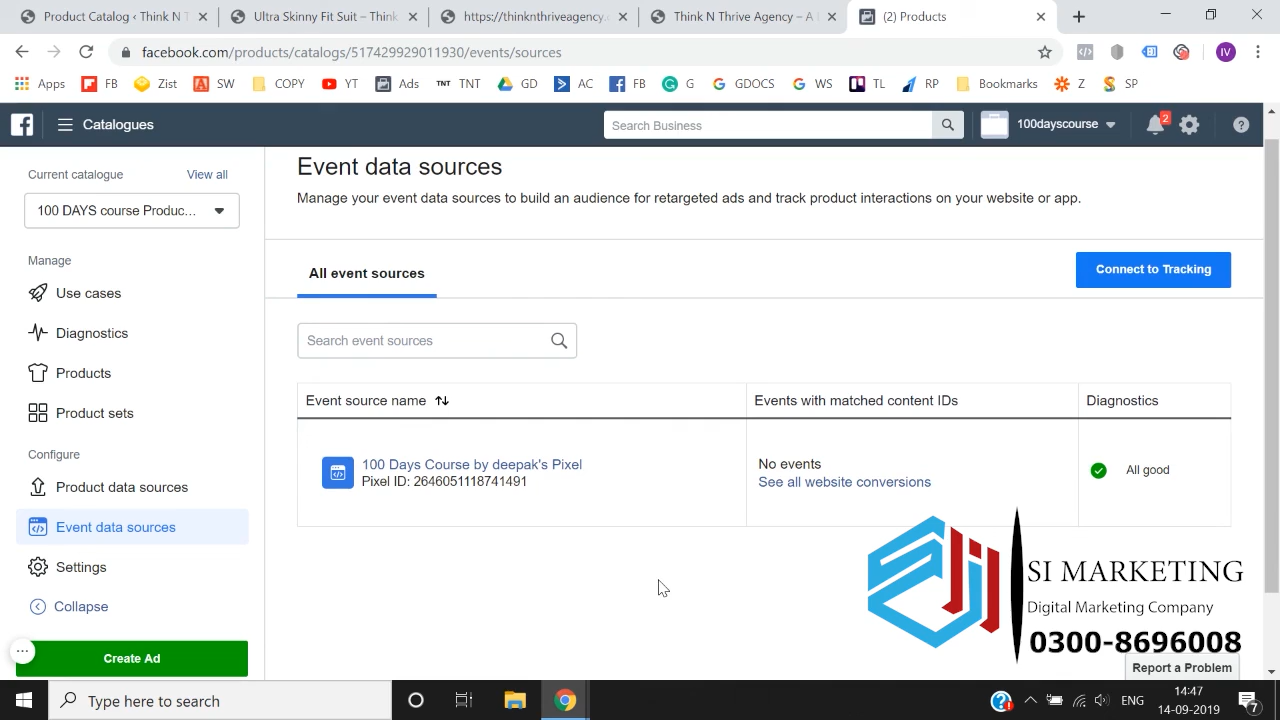 Product Catalog ‹ Think N T
Ultra Skinny Fit Suit – Think
https://thinknthriveagency.c
Think N Thrive Agency – A
(2) Products
facebook.com/products/catalogs/517429929011930/events/sources
IV
Apps FB Zist SW COPY YT Ads TNT TNT GD AC FB G GDOCS WS TL RP Bookmarks Z SP
Catalogues
Search Business
100dayscourse
2
Current catalogue View all
100 DAYS course Produc...
Manage
Use cases
Diagnostics
Products
Product sets
Configure
Product data sources
Event data sources
Settings
Collapse
Create Ad
Event data sources
Manage your event data sources to build an audience for retargeted ads and track product interactions on your website or app.
All event sources
Connect to Tracking
Search event sources
Event source name Events with matched content IDs Diagnostics
100 Days Course by deepak's Pixel
Pixel ID: 2646051118741491
No events
See all website conversions
All good
SI MARKETING
Digital Marketing Company
0300-8696008
Report a Problem
Type here to search
ENG
14:47
14-09-2019
7